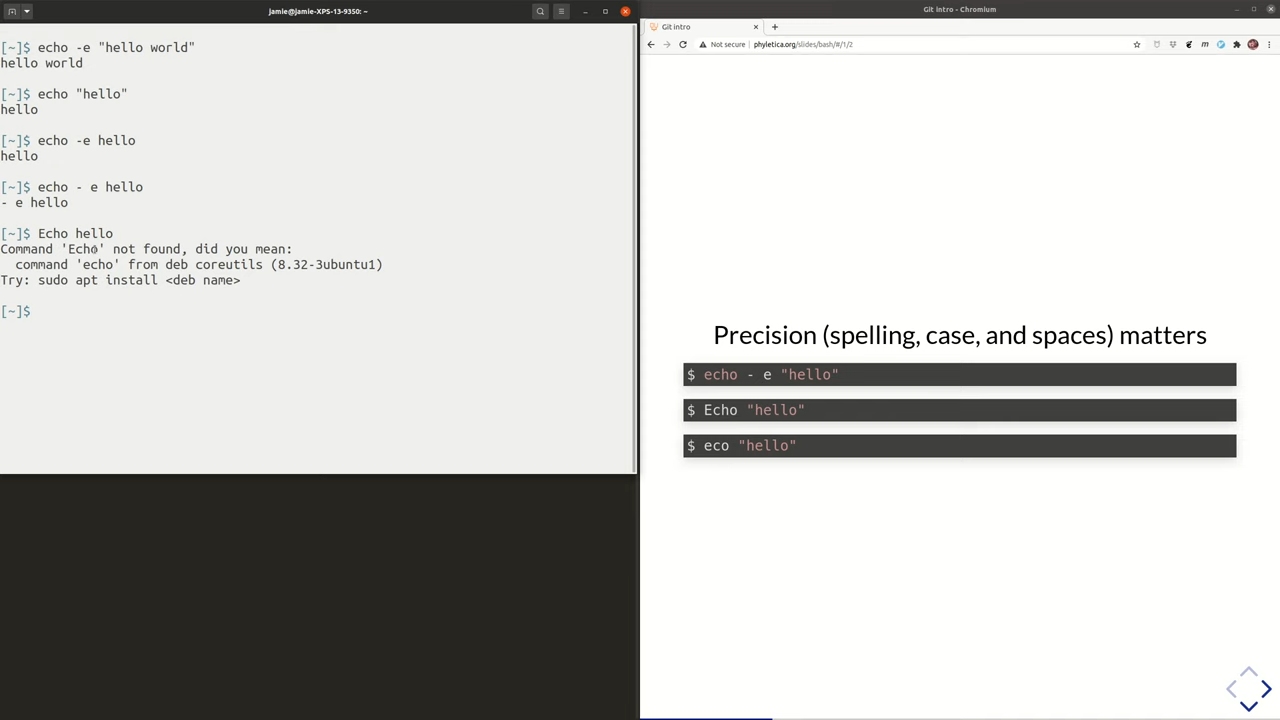 jamie@jamie-XPS-13-9350: ~
[~]$ echo -e "hello world"
hello world
[~]$ echo "hello"
hello
[~]$ echo -e hello
hello
[~]$ echo - e hello
- e hello
[~]$ Echo hello
Command 'Echo' not found, did you mean:
  command 'echo' from deb coreutils (8.32-3ubuntu1)
Try: sudo apt install <deb name>
[~]$
Git intro - Chromium
Git intro
Not secure | phyletica.org/slides/bash/#/1/2
Precision (spelling, case, and spaces) matters
$ echo - e "hello"
$ Echo "hello"
$ eco "hello"